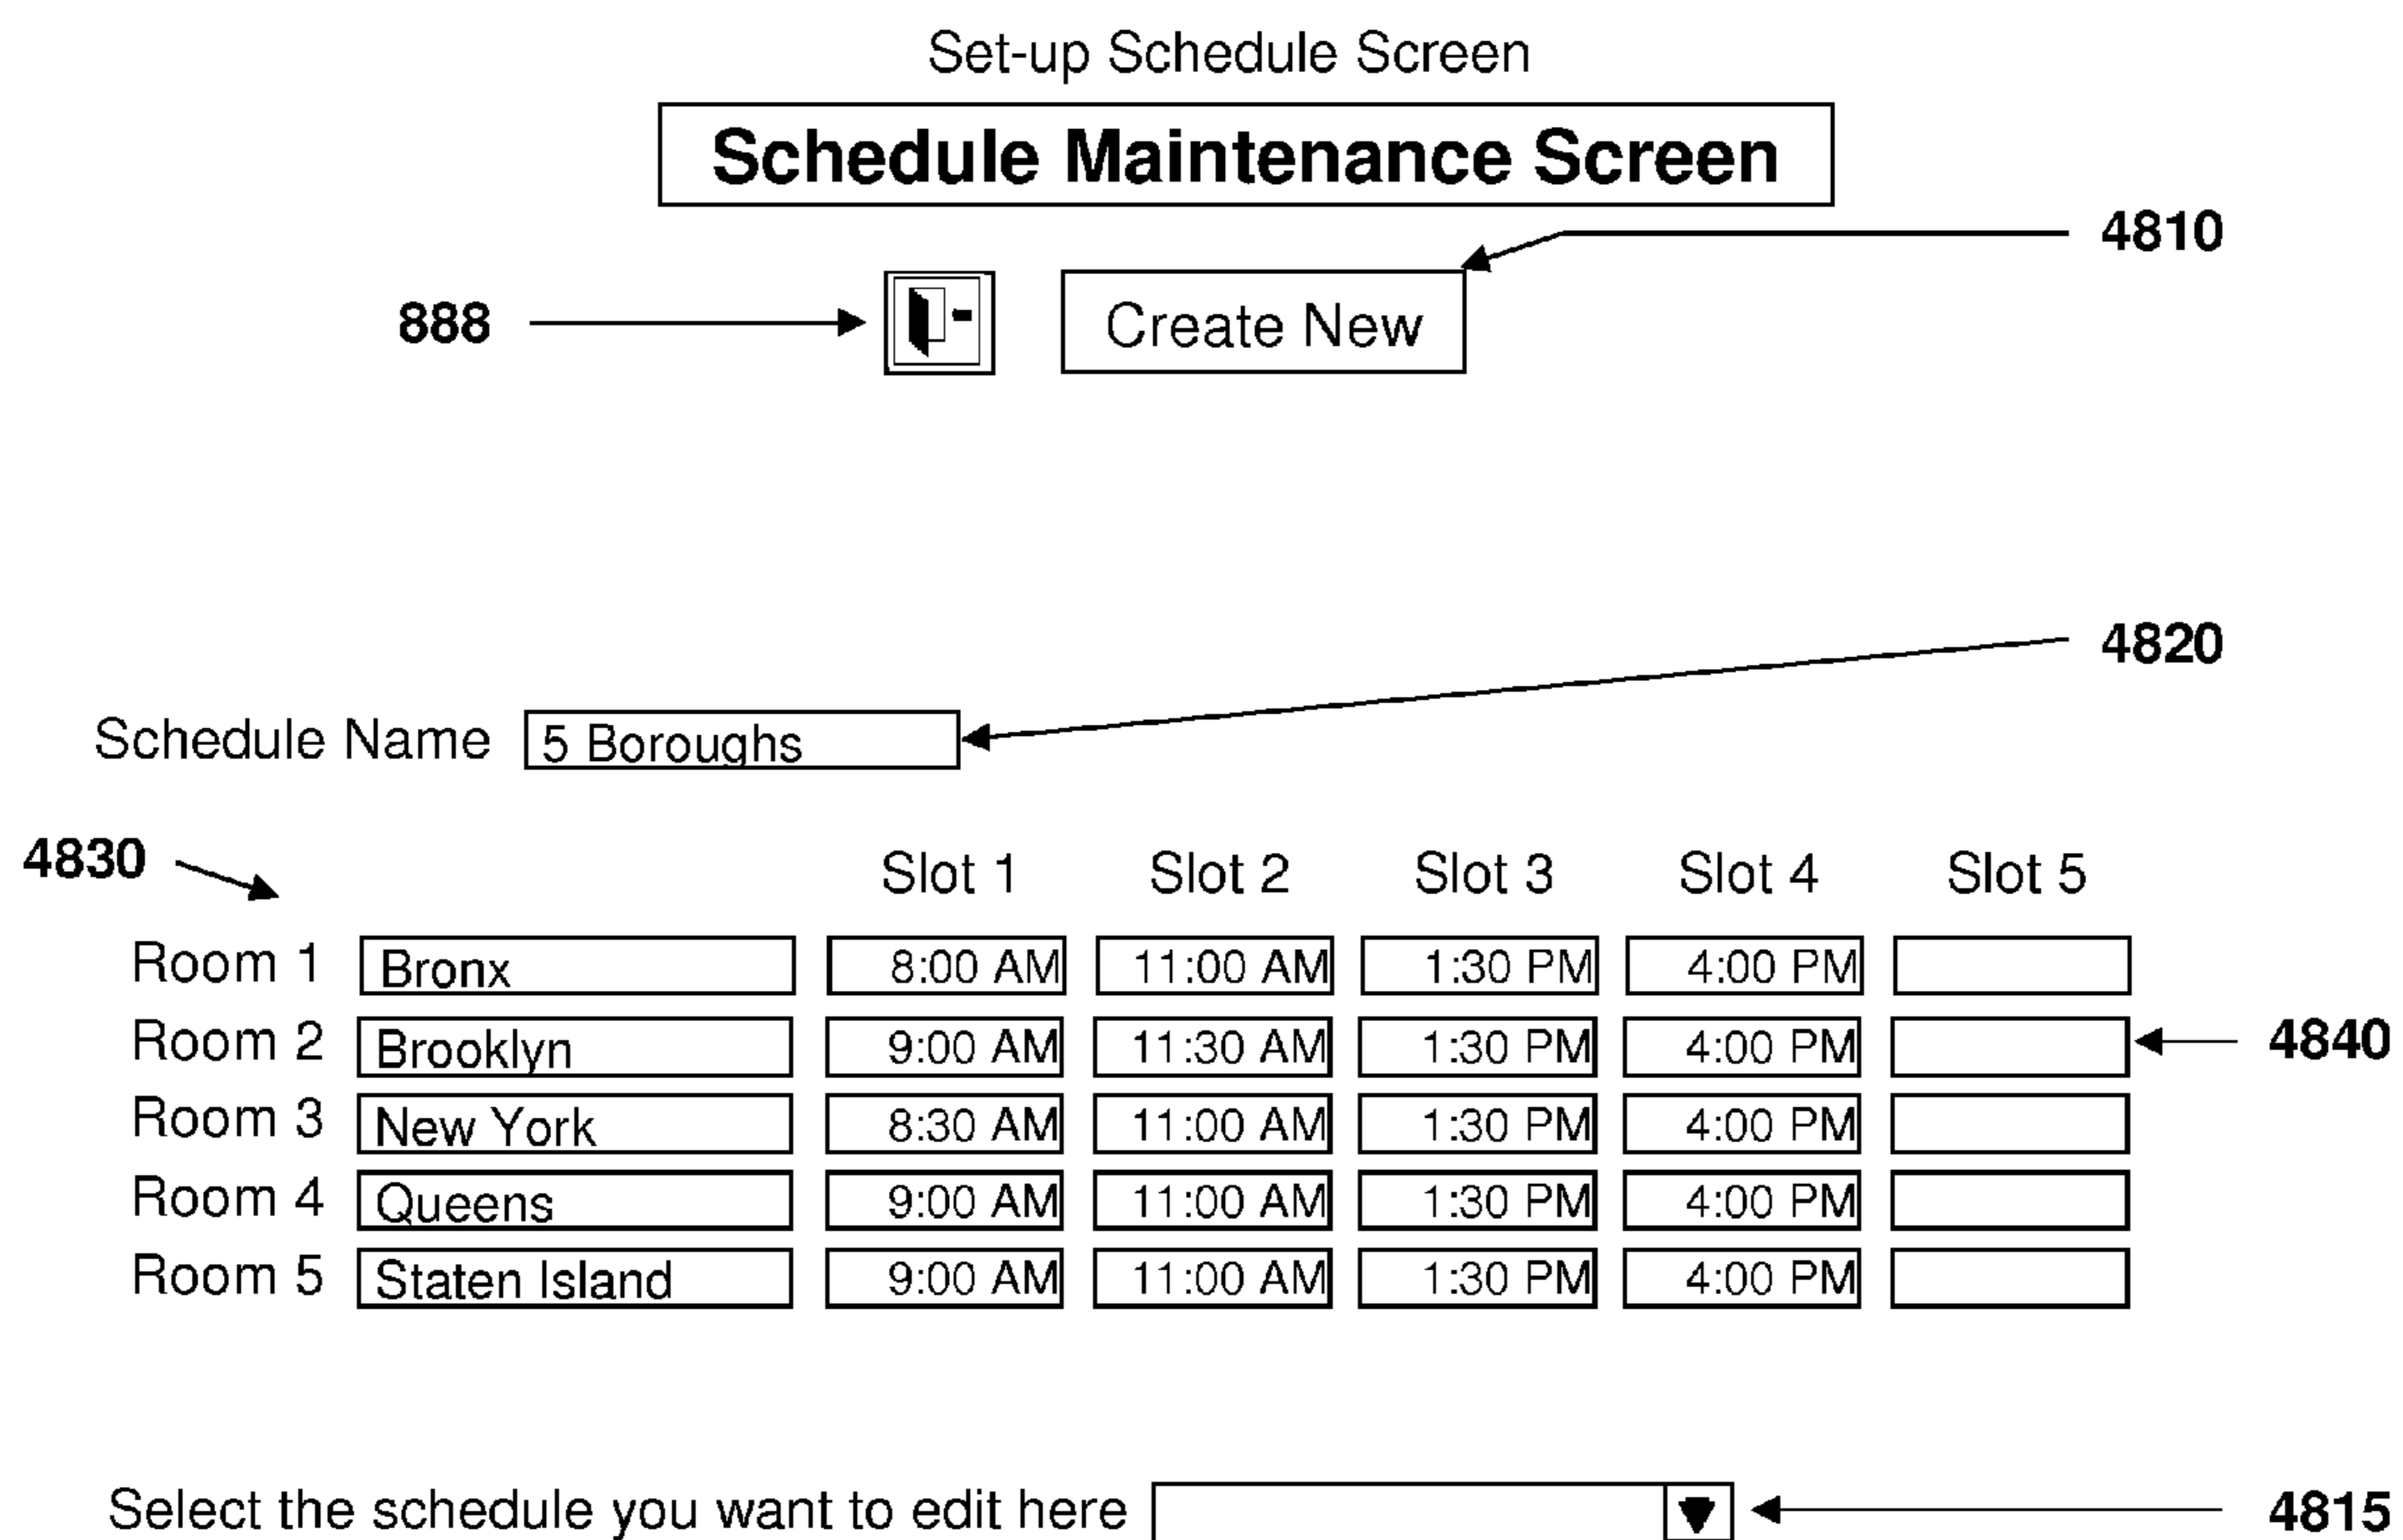 Set-up Schedule Screen
Schedule Maintenance Screen
4810
888
Create New
4820
Schedule Name 5 Boroughs
4830
Slot 1 Slot 2 Slot 3 Slot 4 Slot 5
Room 1 Bronx 8:00 AM 11:00 AM 1:30 PM 4:00 PM
Room 2 Brooklyn 9:00 AM 11:30 AM 1:30 PM 4:00 PM 4840
Room 3 New York 8:30 AM 11:00 AM 1:30 PM 4:00 PM
Room 4 Queens 9:00 AM 11:00 AM 1:30 PM 4:00 PM
Room 5 Staten Island 9:00 AM 11:00 AM 1:30 PM 4:00 PM
Select the schedule you want to edit here 4815